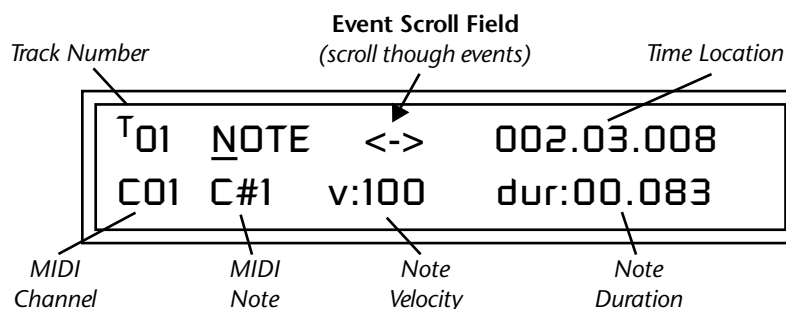 Event Scroll Field
Track Number (scroll though events) Time Location
T01 NOTE <-> 002.03.008
C01 C#1 v:100 dur:00.083
MIDI MIDI Note Note
Channel Note Velocity Duration